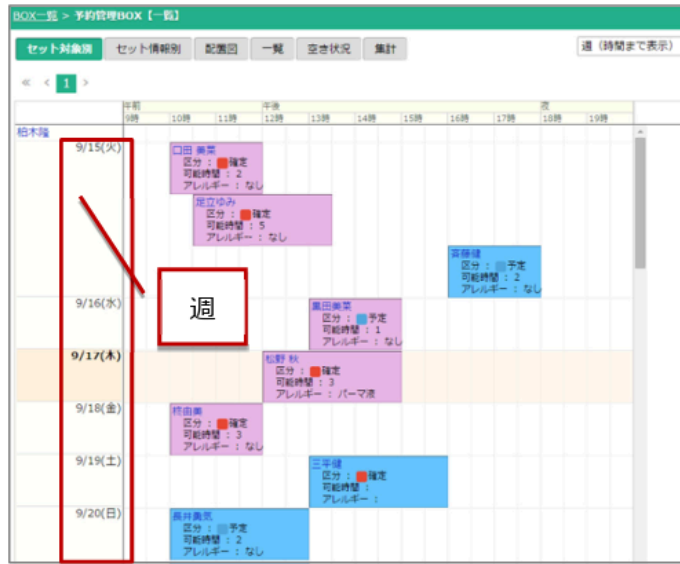 BOX一覧 > 予約管理BOX【一覧】
セット対象別 セット情報別 配置図 一覧 空き状況 集計 週（時間まで表示）
« < 1 >
午前 午後 夜
9時 10時 11時 12時 13時 14時 15時 16時 17時 18時 19時
柏木隆
9/15(火)
口田 美菜
区分 : 確定
可能時間 : 2
アレルギー : なし
足立ゆみ
区分 : 確定
可能時間 : 5
アレルギー : なし
斉藤健
区分 : 予定
可能時間 : 2
アレルギー : なし
週
9/16(水)
黒田美菜
区分 : 予定
可能時間 : 1
アレルギー : なし
9/17(木)
松野 秋
区分 : 確定
可能時間 : 3
アレルギー : パーマ液
9/18(金)
柊由美
区分 : 確定
可能時間 : 3
アレルギー : なし
9/19(土)
三平健
区分 : 確定
可能時間 :
アレルギー :
9/20(日)
長井勇気
区分 : 予定
可能時間 : 2
アレルギー : なし